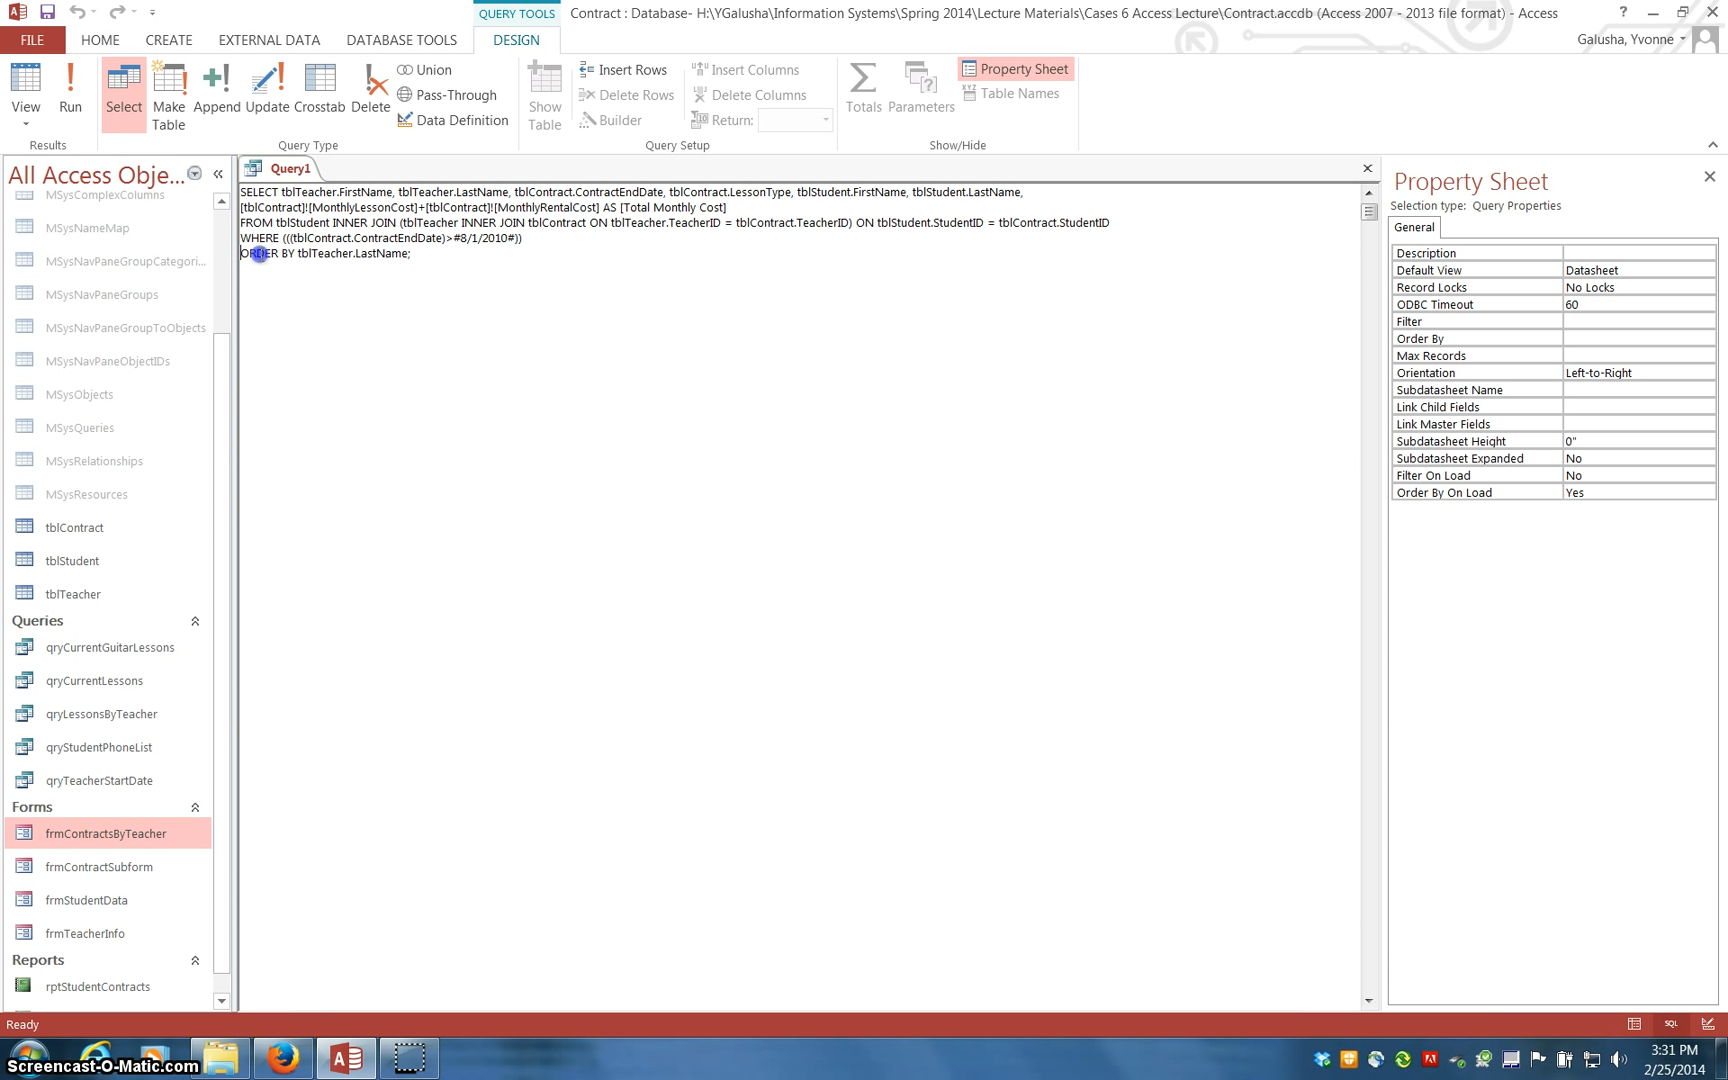 QUERY TOOLS
Contract : Database- H:\YGalusha\Information Systems\Spring 2014\Lecture Materials\Cases 6 Access Lecture\Contract.accdb (Access 2007 - 2013 file format) - Access
FILE
HOME
CREATE
EXTERNAL DATA
DATABASE TOOLS
DESIGN
Galusha, Yvonne
View
Run
Select
Make Table
Append
Update
Crosstab
Delete
Union
Pass-Through
Data Definition
Show Table
Insert Rows
Delete Rows
Builder
Insert Columns
Delete Columns
Return:
Totals
Parameters
Property Sheet
Table Names
Results
Query Type
Query Setup
Show/Hide
All Access Obje...
MSysComplexColumns
MSysNameMap
MSysNavPaneGroupCategori...
MSysNavPaneGroups
MSysNavPaneGroupToObjects
MSysNavPaneObjectIDs
MSysObjects
MSysQueries
MSysRelationships
MSysResources
tblContract
tblStudent
tblTeacher
Queries
qryCurrentGuitarLessons
qryCurrentLessons
qryLessonsByTeacher
qryStudentPhoneList
qryTeacherStartDate
Forms
frmContractsByTeacher
frmContractSubform
frmStudentData
frmTeacherInfo
Reports
rptStudentContracts
Query1
SELECT tblTeacher.FirstName, tblTeacher.LastName, tblContract.ContractEndDate, tblContract.LessonType, tblStudent.FirstName, tblStudent.LastName,
[tblContract]![MonthlyLessonCost]+[tblContract]![MonthlyRentalCost] AS [Total Monthly Cost]
FROM tblStudent INNER JOIN (tblTeacher INNER JOIN tblContract ON tblTeacher.TeacherID = tblContract.TeacherID) ON tblStudent.StudentID = tblContract.StudentID
WHERE (((tblContract.ContractEndDate)>#8/1/2010#))
ORDER BY tblTeacher.LastName;
Property Sheet
Selection type: Query Properties
General
Description
Default View Datasheet
Record Locks No Locks
ODBC Timeout 60
Filter
Order By
Max Records
Orientation Left-to-Right
Subdatasheet Name
Link Child Fields
Link Master Fields
Subdatasheet Height 0"
Subdatasheet Expanded No
Filter On Load No
Order By On Load Yes
Ready
SQL
Screencast-O-Matic.com
3:31 PM
2/25/2014